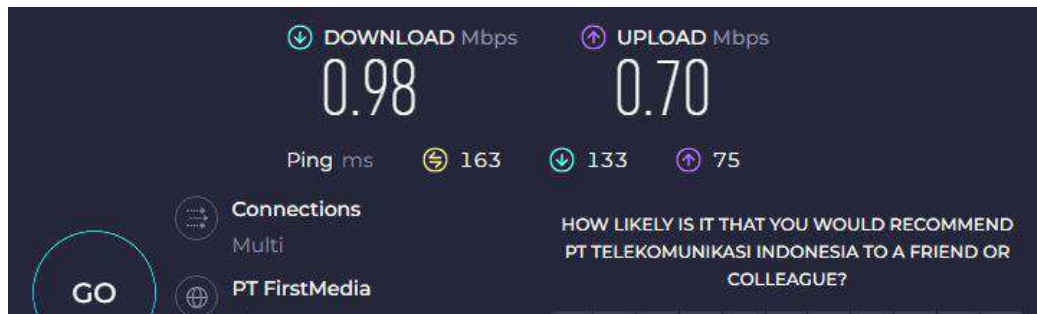 DOWNLOAD Mbps
UPLOAD Mbps
0.98
0.70
Ping ms 163 133 75
Connections
Multi
PT FirstMedia
GO
HOW LIKELY IS IT THAT YOU WOULD RECOMMEND
PT TELEKOMUNIKASI INDONESIA TO A FRIEND OR
COLLEAGUE?